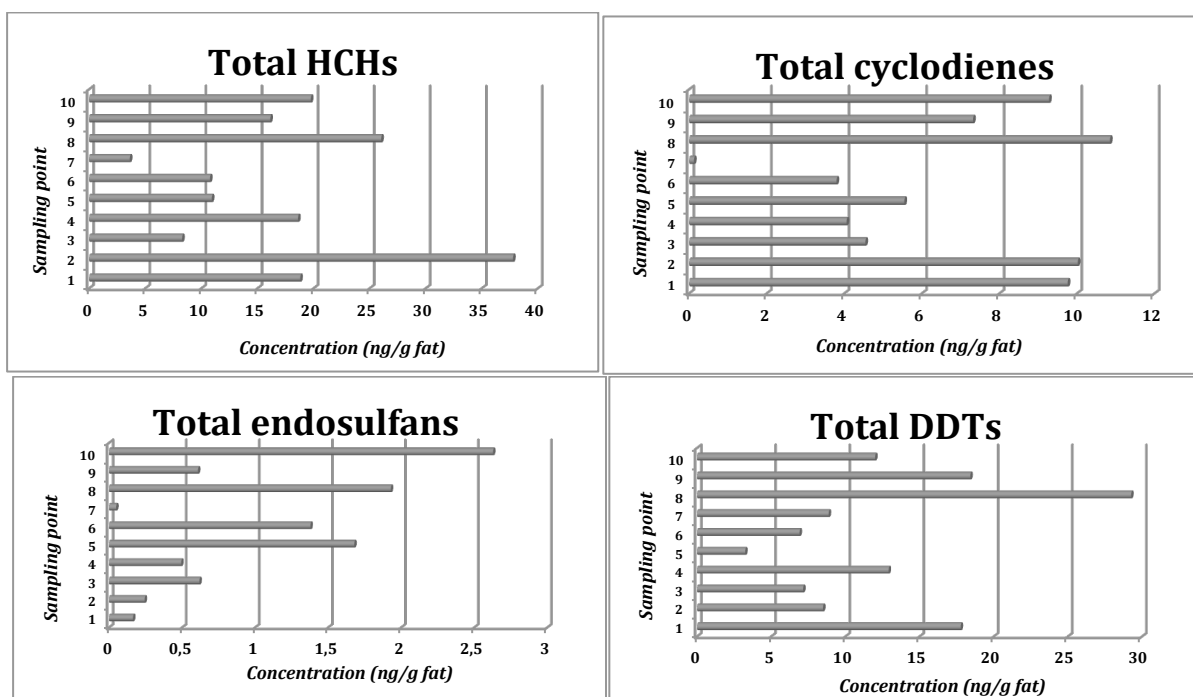 Total HCHs
Sampling point
10
9
8
7
6
5
4
3
2
1
0 5 10 15 20 25 30 35 40
Concentration (ng/g fat)
Total cyclodienes
Sampling point
10
9
8
7
6
5
4
3
2
1
0 2 4 6 8 10 12
Concentration (ng/g fat)
Total endosulfans
Sampling point
10
9
8
7
6
5
4
3
2
1
0 0,5 1 1,5 2 2,5 3
Concentration (ng/g fat)
Total DDTs
Sampling point
10
9
8
7
6
5
4
3
2
1
0 5 10 15 20 25 30
Concentration (ng/g fat)